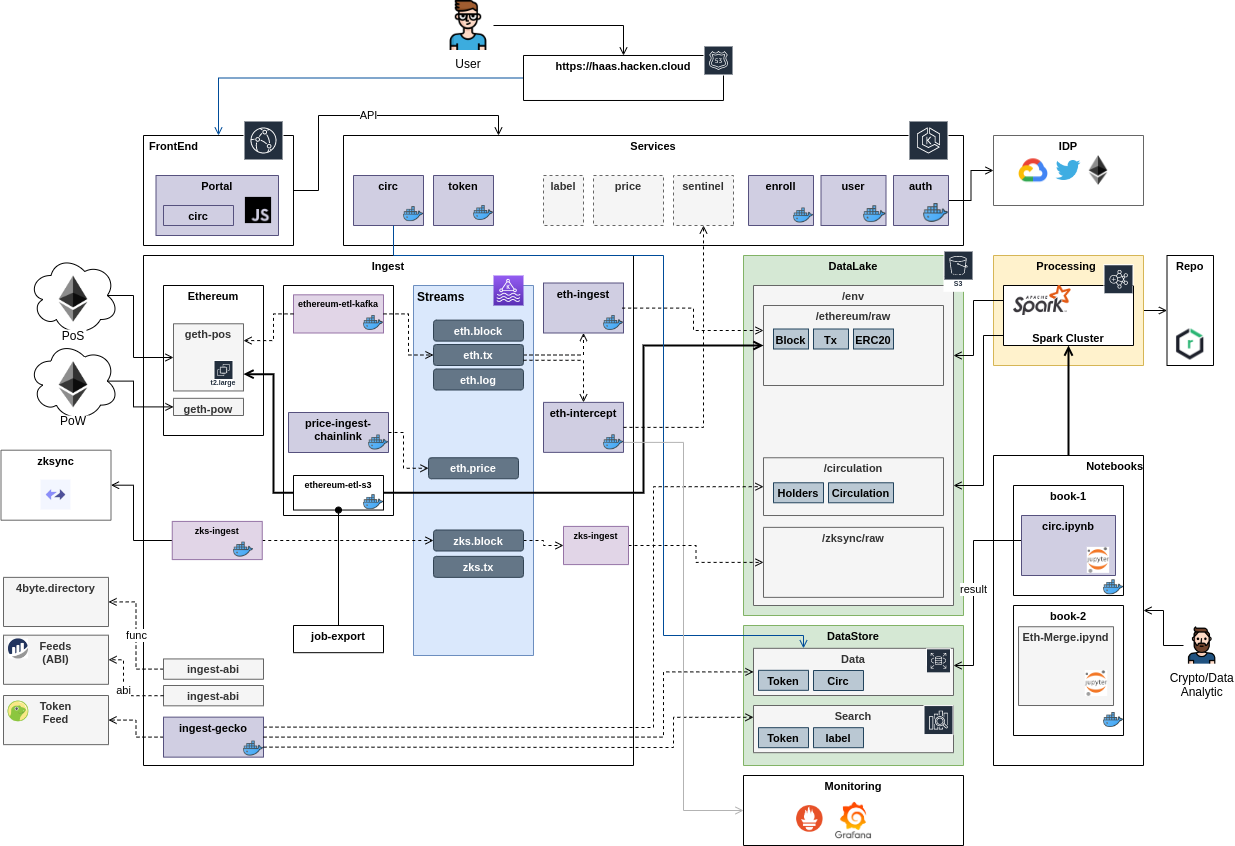 User
https://haas.hacken.cloud
53
API
FrontEnd
Portal
circ
JS
Services
K
circ
token
label
price
sentinel
enroll
user
auth
IDP
Ingest
PoS
PoW
Ethereum
geth-pos
t2.large
geth-pow
ethereum-etl-kafka
price-ingest-
chainlink
ethereum-etl-s3
Streams
eth.block
eth.tx
eth.log
eth.price
zks.block
zks.tx
eth-ingest
eth-intercept
zks-ingest
zksync
zks-ingest
job-export
4byte.directory
Feeds
(ABI)
Token
Feed
func
abi
ingest-abi
ingest-abi
ingest-gecko
DataLake
S3
/env
/ethereum/raw
Block
Tx
ERC20
/circulation
Holders
Circulation
/zksync/raw
DataStore
Data
Token
Circ
Search
Token
label
Monitoring
Grafana
Processing
APACHE
Spark
Spark Cluster
Repo
r
Notebooks
book-1
circ.ipynb
jupyter
book-2
Eth-Merge.ipynd
jupyter
result
Crypto/Data
Analytic